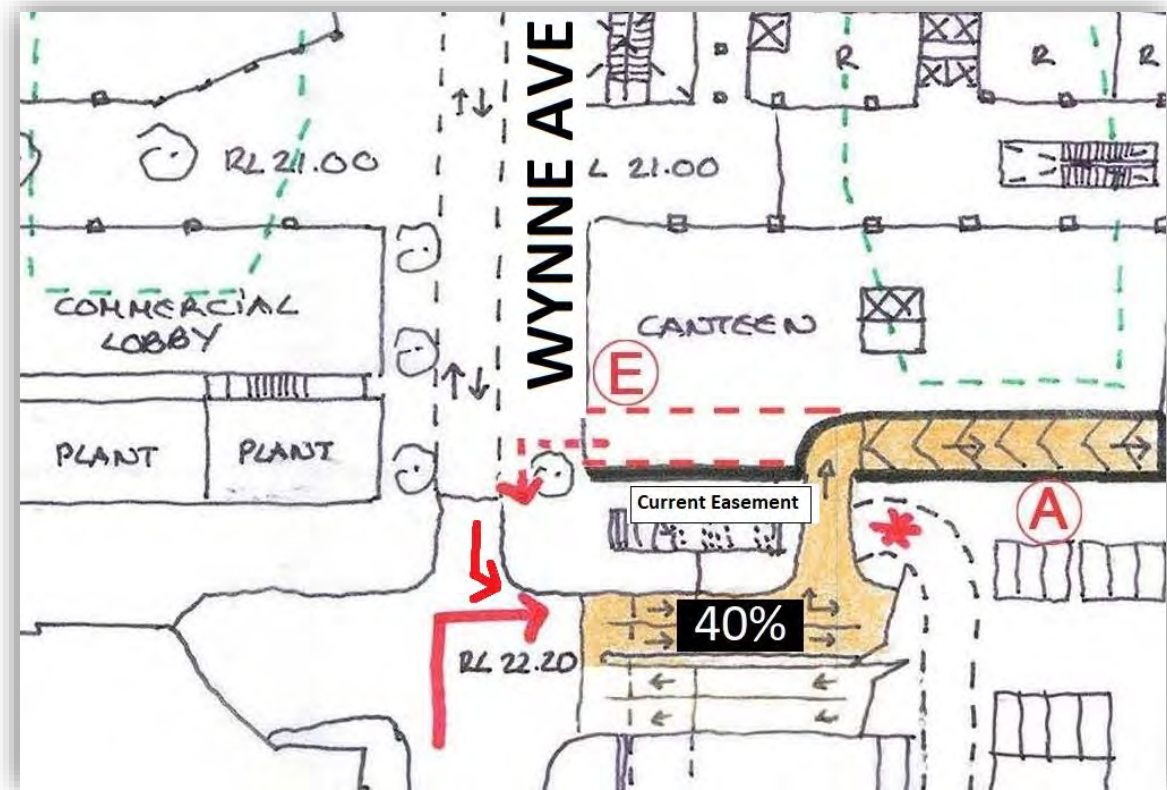 WYNNE AVE
R
R
R
RL 21.00
L 21.00
COMMERCIAL
LOBBY
CANTEEN
E
PLANT
PLANT
Current Easement
A
40%
RL 22.20